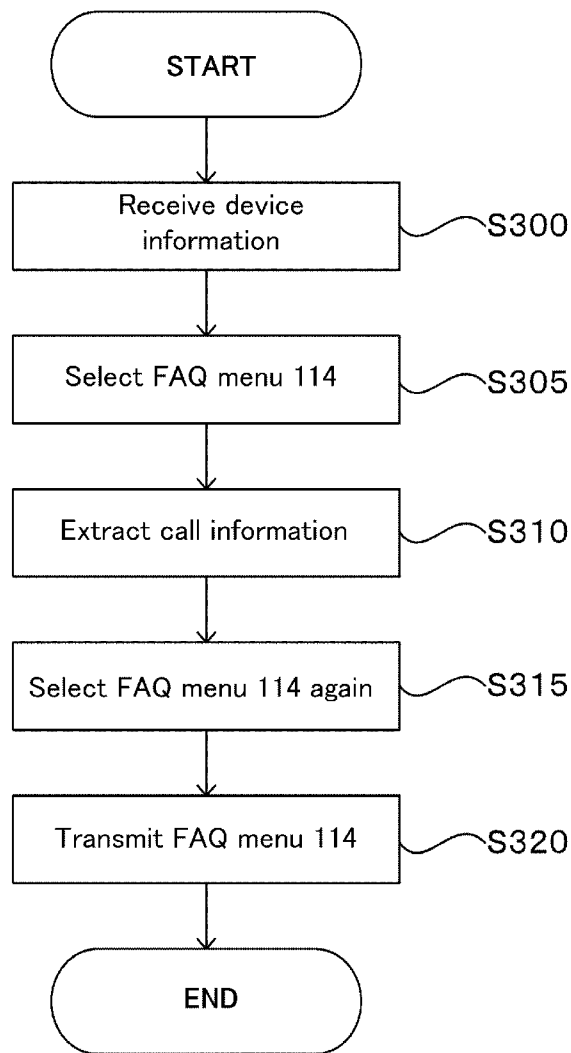 START
Receive device
information
S300
Select FAQ menu 114
S305
Extract call information
S310
Select FAQ menu 114 again
S315
Transmit FAQ menu 114
S320
END